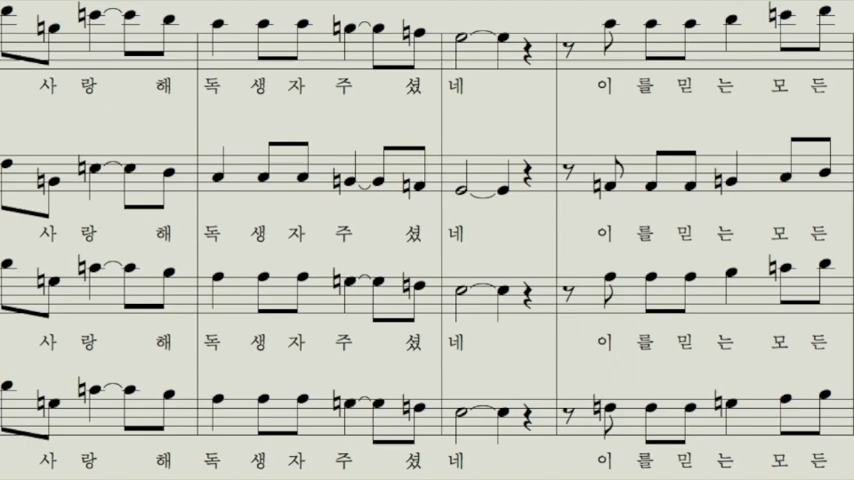 사랑 해 독 생 자 주 셨 네 이 를 믿 는 모 든
사랑 해 독 생 자 주 셨 네 이 를 믿 는 모 든
사랑 해 독 생 자 주 셨 네 이 를 믿 는 모 든
사랑 해 독 생 자 주 셨 네 이 를 믿 는 모 든